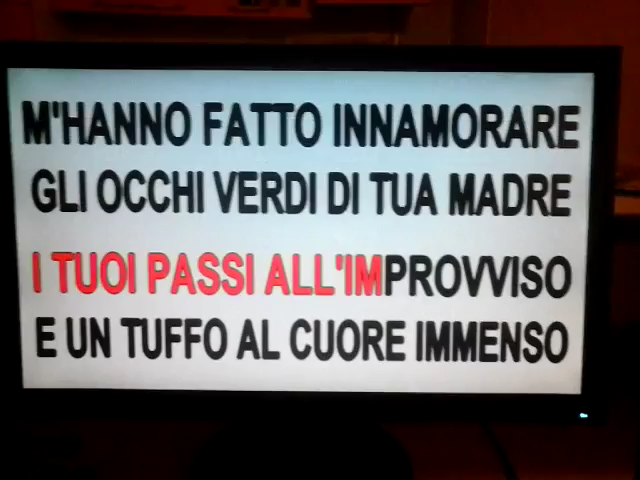 M'HANNO FATTO INNAMORARE
GLI OCCHI VERDI DI TUA MADRE
I TUOI PASSI ALL'IMPROVVISO
E UN TUFFO AL CUORE IMMENSO